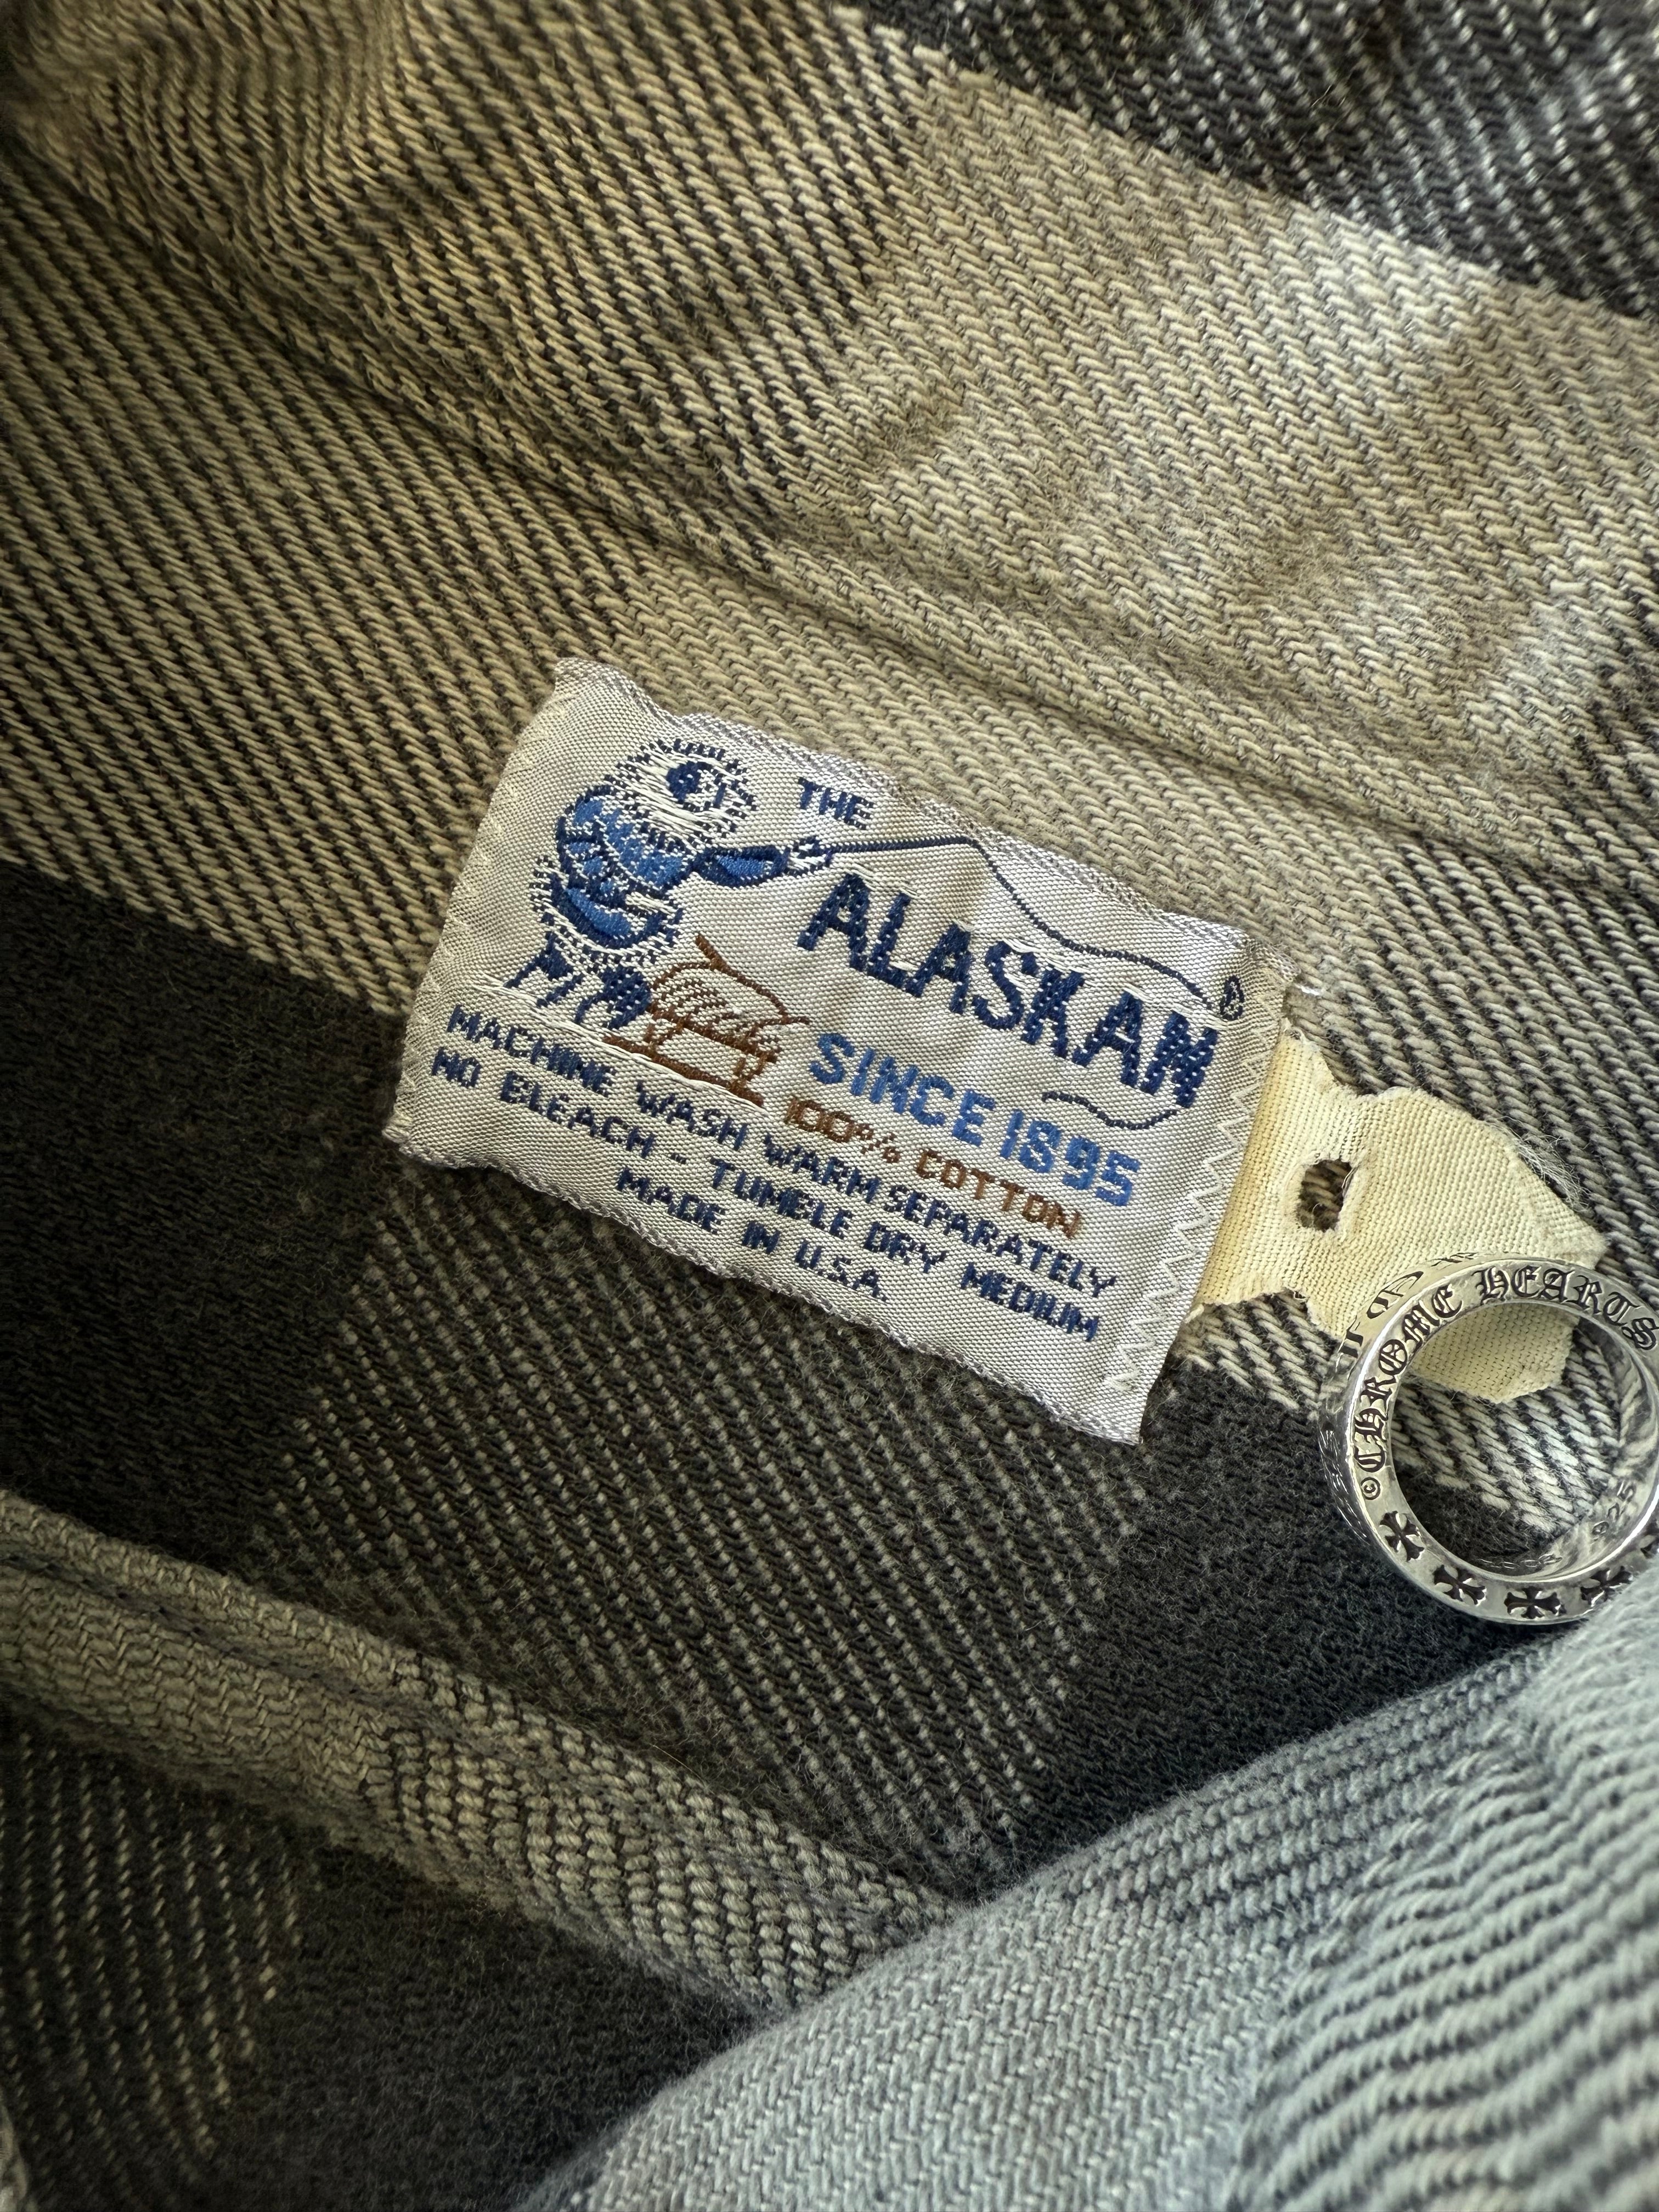 THE
ALASKAN®
SINCE 1895
100% COTTON
MACHINE WASH WARM SEPARATELY
NO BLEACH - TUMBLE DRY MEDIUM
MADE IN U.S.A.
©CHROME HEARTS
925